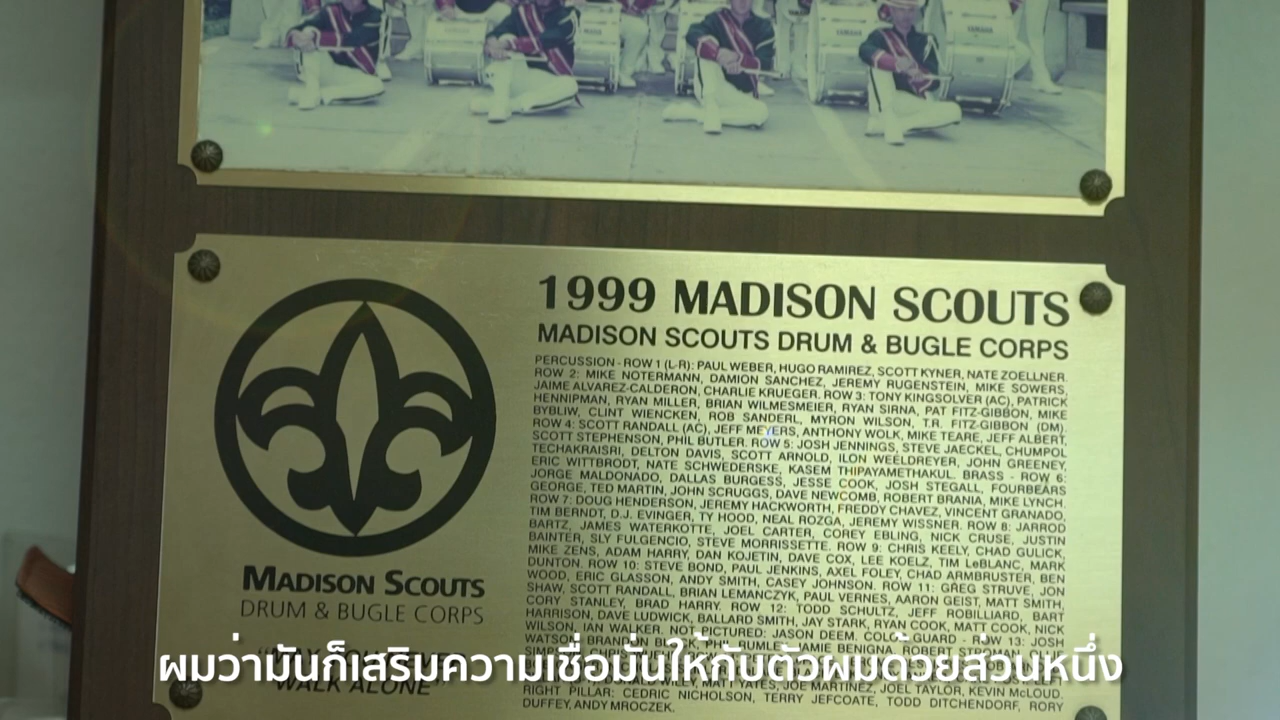 1999 MADISON SCOUTS
MADISON SCOUTS DRUM & BUGLE CORPS
PERCUSSION - ROW 1 (L-R): PAUL WEBER, HUGO RAMIREZ, SCOTT KYNER, NATE ZOELLNER.
ROW 2: MIKE NOTERMANN, DAMION SANCHEZ, JEREMY RUGENSTEIN, MIKE SOWERS,
JAIME ALVAREZ-CALDERON, CHARLIE KRUEGER. ROW 3: TONY KINGSOLVER (AC), PATRICK
HENNIPMAN, RYAN MILLER, BRIAN WILMESMEIER, RYAN SIRNA, PAT FITZ-GIBBON, MIKE
BYBLIW, CLINT WIENCKEN, ROB SANDERL, MYRON WILSON, T.R. FITZ-GIBBON (DM).
ROW 4: SCOTT RANDALL (AC), JEFF MEYERS, ANTHONY WOLK, MIKE TEARE, JEFF ALBERT,
SCOTT STEPHENSON, PHIL BUTLER. ROW 5: JOSH JENNINGS, STEVE JAECKEL, CHUMPOL
TECHAKRAISRI, DELTON DAVIS, SCOTT ARNOLD, ILON WEELDREYER, JOHN GREENEY,
ERIC WITTBRODT, NATE SCHWEDERSKE, KASEM THIPAYAMETHAKUL. BRASS - ROW 6:
JORGE MALDONADO, DALLAS BURGESS, JESSE COOK, JOSH STEGALL, FOURBEARS
GEORGE, TED MARTIN, JOHN SCRUGGS, DAVE NEWCOMB, ROBERT BRANIA, MIKE LYNCH.
ROW 7: DOUG HENDERSON, JEREMY HACKWORTH, FREDDY CHAVEZ, VINCENT GRANADO,
TIM BERNDT, D.J. EVINGER, TY HOOD, NEAL ROZGA, JEREMY WISSNER. ROW 8: JARROD
BARTZ, JAMES WATERKOTTE, JOEL CARTER, COREY EBLING, NICK CRUSE, JUSTIN
BAINTER, SLY FULGENCIO, STEVE MORRISSETTE. ROW 9: CHRIS KEELY, CHAD GULICK,
MIKE ZENS, ADAM HARRY, DAN KOJETIN, DAVE COX, LEE KOELZ, TIM LeBLANC, MARK
DUNTON. ROW 10: STEVE BOND, PAUL JENKINS, AXEL FOLEY, CHAD ARMBRUSTER, BEN
WOOD, ERIC GLASSON, ANDY SMITH, CASEY JOHNSON. ROW 11: GREG STRUVE, JON
SHAW, SCOTT RANDALL, BRIAN LEMANCZYK, PAUL VERNES, AARON GEIST, MATT SMITH,
CORY STANLEY, BRAD HARRY. ROW 12: TODD SCHULTZ, JEFF ROBILLIARD, BART
HARRISON, DAVE LUDWICK, BALLARD SMITH, JAY STARK, RYAN COOK, MATT COOK, NICK
WILSON, IAN WALKER. NOT PICTURED: JASON DEEM. COLOR GUARD - ROW 13: JOSH
WATSON, BRANDON
MATT YATES, JOE MARTINEZ, JOEL TAYLOR, KEVIN McLOUD.
RIGHT PILLAR: CEDRIC NICHOLSON, TERRY JEFCOATE, TODD DITCHENDORF, RORY
DUFFEY, ANDY MROCZEK.
MADISON SCOUTS
DRUM & BUGLE CORPS
WALK ALONE"
ผมว่ามันก็เสริมความเชื่อมั่นให้กับตัวผมด้วยส่วนหนึ่ง